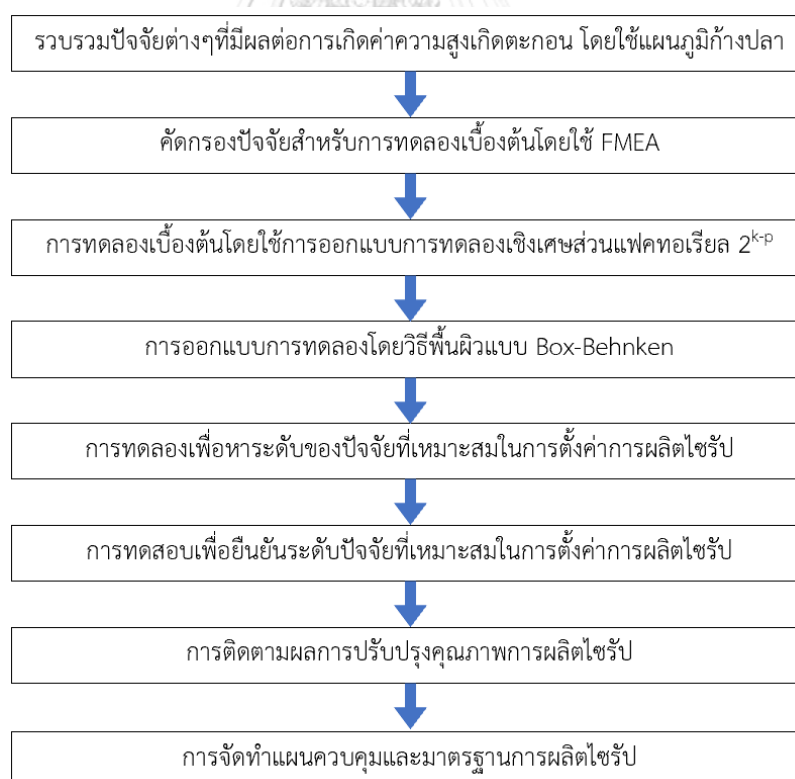 รวบรวมปัจจัยต่างๆที่มีผลต่อการเกิดค่าความสูงเกิดตะกอน โดยใช้แผนภูมิก้างปลา
คัดกรองปัจจัยสำหรับการทดลองเบื้องต้นโดยใช้ FMEA
การทดลองเบื้องต้นโดยใช้การออกแบบการทดลองเชิงเศษส่วนแฟคทอเรียล 2^k-p
การออกแบบการทดลองโดยวิธีพื้นผิวแบบ Box-Behnken
การทดลองเพื่อหาระดับของปัจจัยที่เหมาะสมในการตั้งค่าการผลิตไซรัป
การทดสอบเพื่อยืนยันระดับปัจจัยที่เหมาะสมในการตั้งค่าการผลิตไซรัป
การติดตามผลการปรับปรุงคุณภาพการผลิตไซรัป
การจัดทำแผนควบคุมและมาตรฐานการผลิตไซรัป